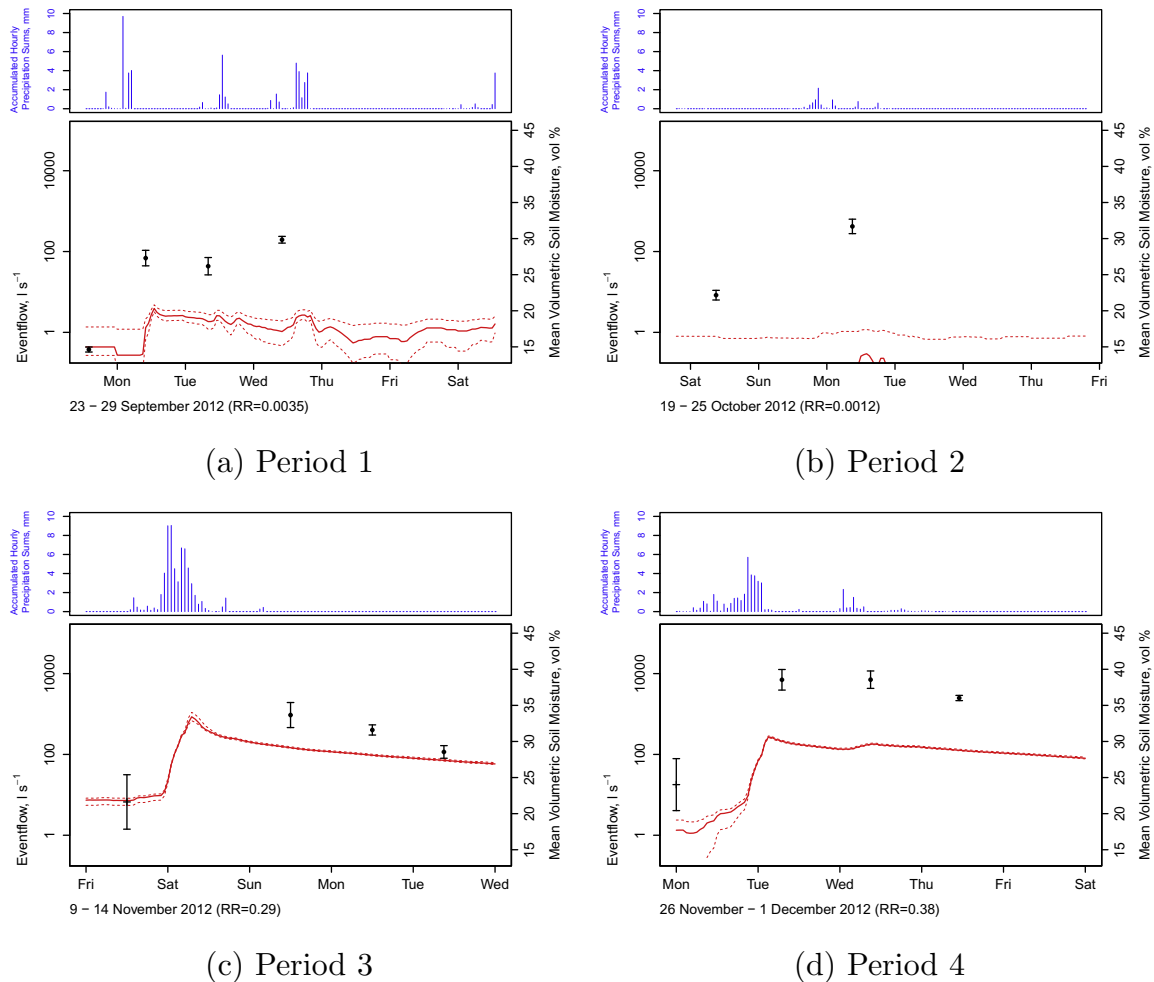 Accumulated Hourly
Precipitation Sums, mm
0 2 4 6 8 10
Eventflow, l s⁻¹
1 100 10000
Mean Volumetric Soil Moisture, vol %
15 20 25 30 35 40 45
Mon Tue Wed Thu Fri Sat
23 − 29 September 2012 (RR=0.0035)
(a) Period 1
Accumulated Hourly
Precipitation Sums,mm
0 2 4 6 8 10
Eventflow, l s⁻¹
1 100 10000
Mean Volumetric Soil Moisture, vol %
15 20 25 30 35 40 45
Sat Sun Mon Tue Wed Thu Fri
19 − 25 October 2012 (RR=0.0012)
(b) Period 2
Accumulated Hourly
Precipitation Sums, mm
0 2 4 6 8 10
Eventflow, l s⁻¹
1 100 10000
Mean Volumetric Soil Moisture, vol %
15 20 25 30 35 40 45
Fri Sat Sun Mon Tue Wed
9 − 14 November 2012 (RR=0.29)
(c) Period 3
Accumulated Hourly
Precipitation Sums, mm
0 2 4 6 8 10
Eventflow, l s⁻¹
1 100 10000
Mean Volumetric Soil Moisture, vol %
15 20 25 30 35 40 45
Mon Tue Wed Thu Fri Sat
26 November − 1 December 2012 (RR=0.38)
(d) Period 4